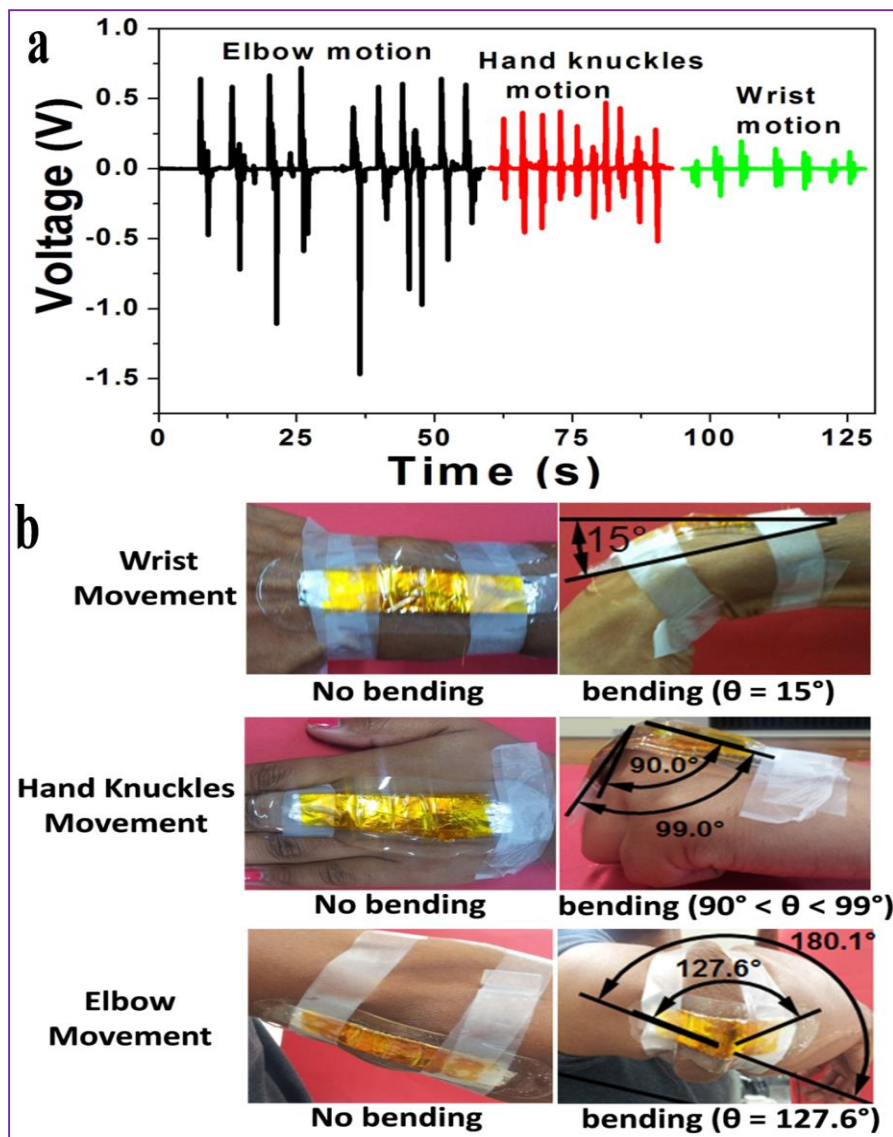 a
1.0
0.5
0.0
-0.5
-1.0
-1.5
Voltage (V)
Elbow motion
Hand knuckles
motion
Wrist
motion
0
25
50
75
100
125
Time (s)
b
Wrist
Movement
15°
No bending
bending (θ = 15°)
Hand Knuckles
Movement
90.0°
99.0°
No bending
bending (90° < θ < 99°)
Elbow
Movement
180.1°
127.6°
No bending
bending (θ = 127.6°)